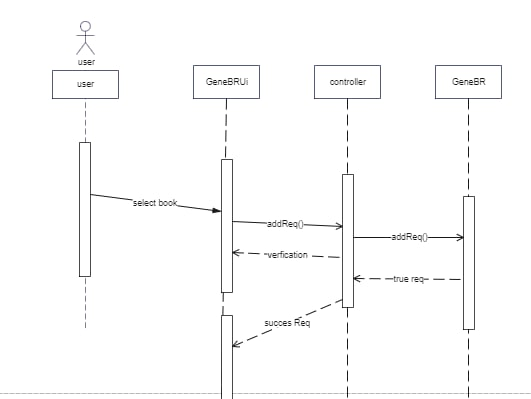 user
user
GeneBRUi
controller
GeneBR
select book
addReq()
addReq()
verfication
true req
succes Req